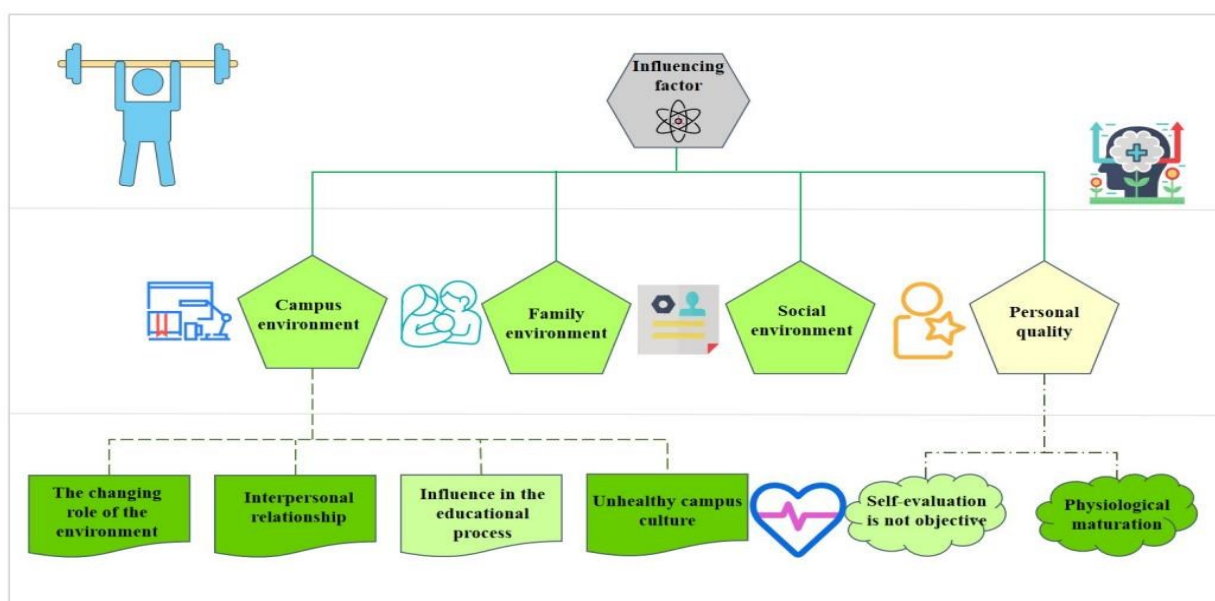 Influencing
factor
Campus
environment
Family
environment
Social
environment
Personal
quality
The changing
role of the
environment
Interpersonal
relationship
Influence in the
educational
process
Unhealthy campus
culture
Self-evaluation
is not objective
Physiological
maturation